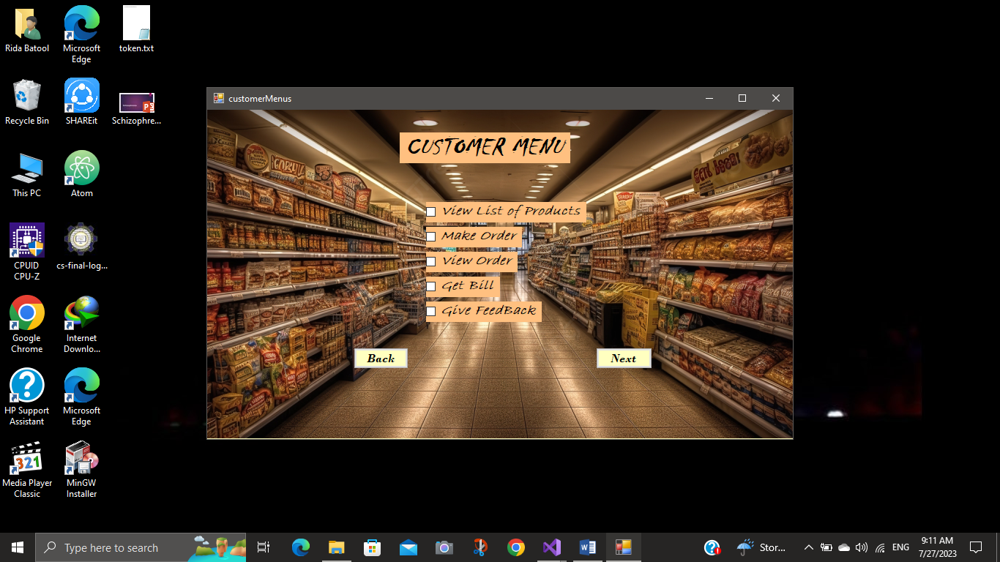 Rida Batool
Microsoft Edge
token.txt
Recycle Bin
SHAREit
Schizophre...
This PC
Atom
CPUID CPU-Z
cs-final-log...
Google Chrome
Internet Downlo...
HP Support Assistant
Microsoft Edge
Media Player Classic
MinGW Installer
customerMenus
CUSTOMER MENU
View List of Products
Make Order
View Order
Get Bill
Give FeedBack
Back
Next
Type here to search
Stor...
ENG
9:11 AM
7/27/2023